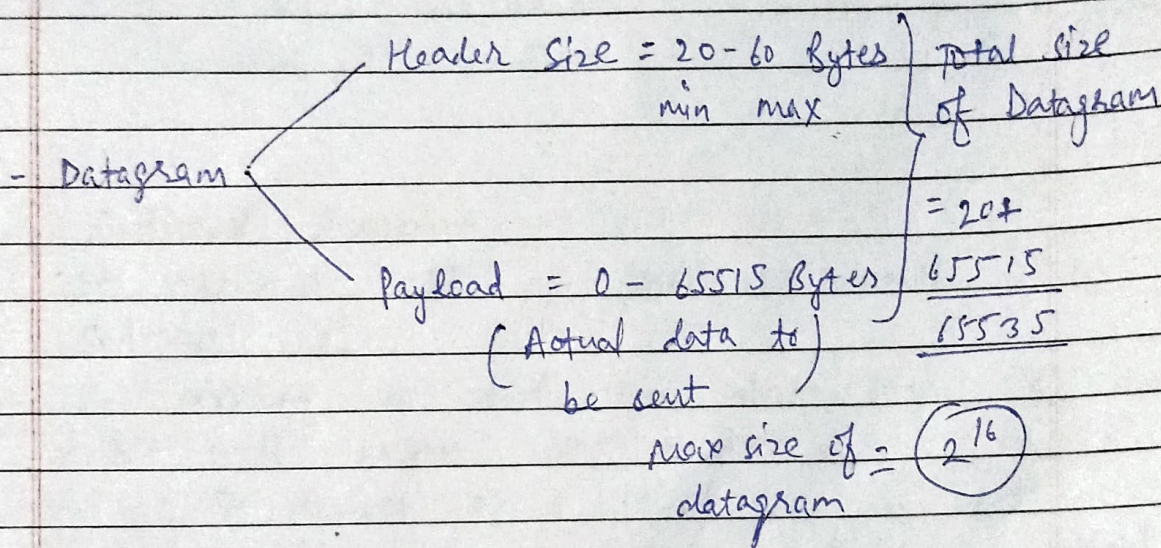 Header Size = 20-60 Bytes
min max
Total size
of Datagram
- Datagram
= 20+
65515
65535
Payload = 0 - 65515 Bytes
(Actual data to)
be sent
Max size of = 2^16
datagram